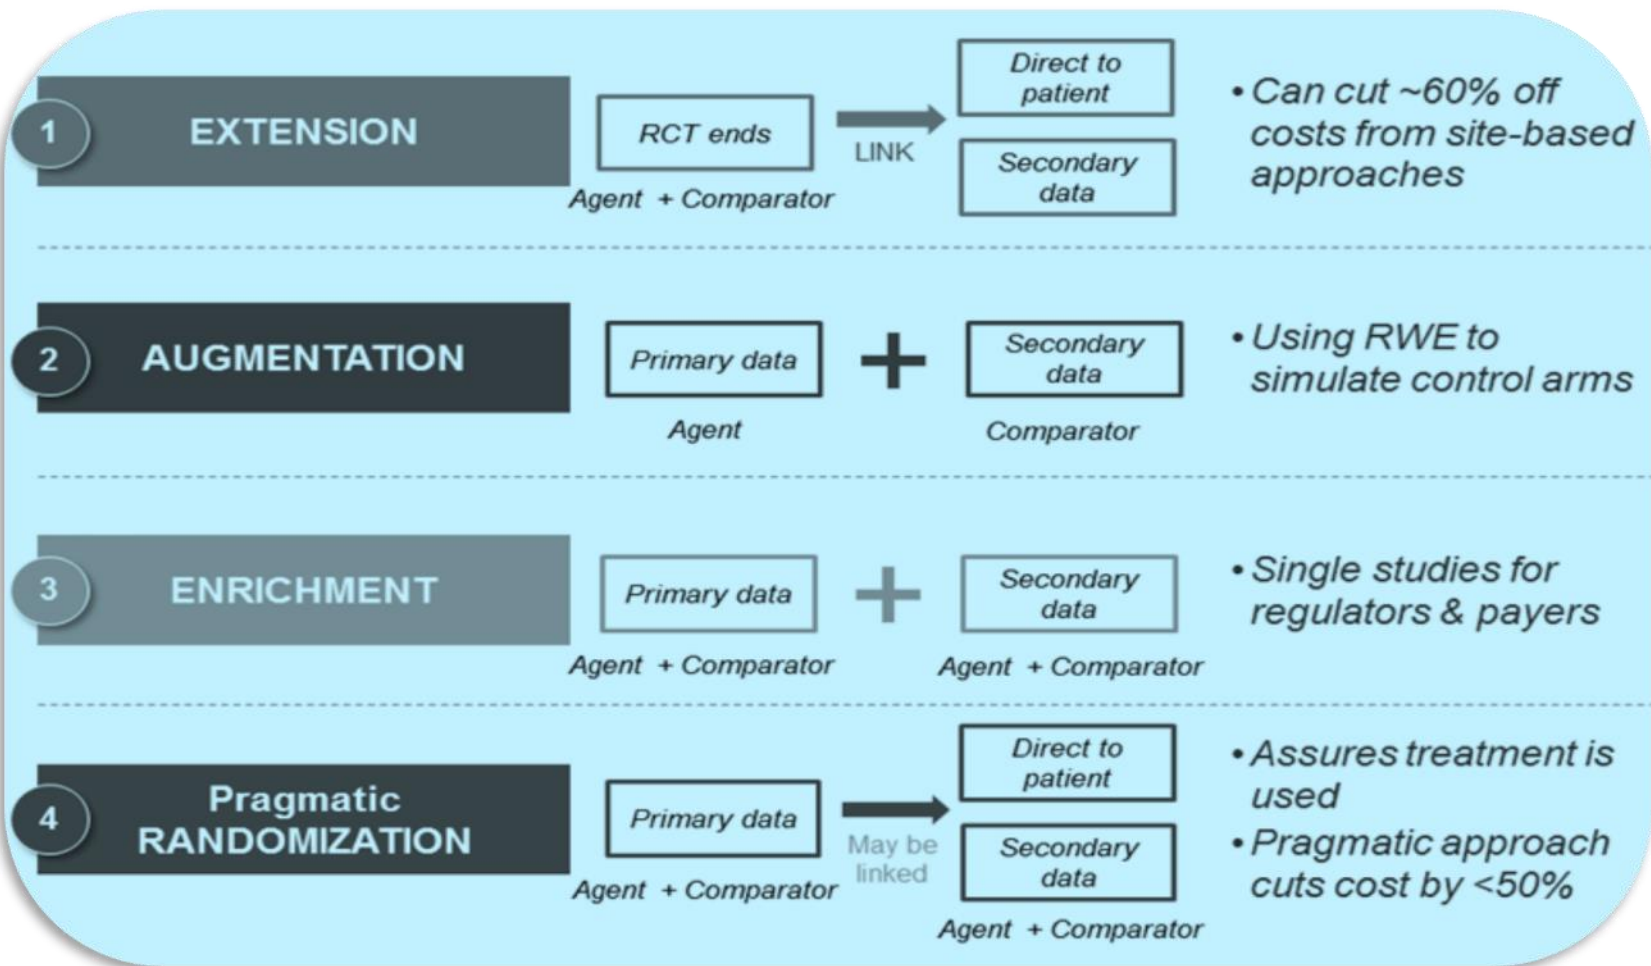 1
EXTENSION
RCT ends
Agent + Comparator
LINK
Direct to
patient
Secondary
data
• Can cut ~60% off
costs from site-based
approaches
2
AUGMENTATION
Primary data
Agent
+
Secondary
data
Comparator
• Using RWE to
simulate control arms
3
ENRICHMENT
Primary data
Agent + Comparator
+
Secondary
data
Agent + Comparator
• Single studies for
regulators & payers
4
Pragmatic
RANDOMIZATION
Primary data
Agent + Comparator
May be
linked
Direct to
patient
Secondary
data
Agent + Comparator
• Assures treatment is
used
• Pragmatic approach
cuts cost by <50%